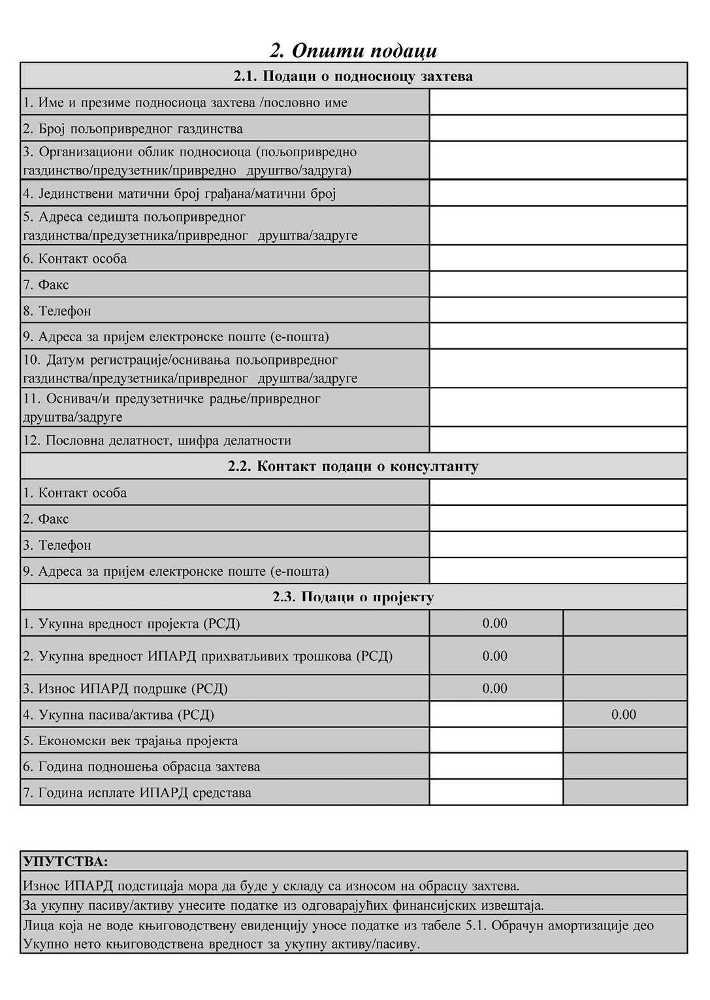 2. Општи подаци
2.1. Подаци о подносиоцу захтева
1. Име и презиме подносиоца захтева /пословно име
2. Број пољопривредног газдинства
3. Организациони облик подносиоца (пољопривредно
газдинство/предузетник/привредно друштво/задруга)
4. Јединствени матични број грађана/матични број
5. Адреса седишта пољопривредног
газдинства/предузетника/привредног друштва/задруге
6. Контакт особа
7. Факс
8. Телефон
9. Адреса за пријем електронске поште (е-пошта)
10. Датум регистрације/оснивања пољопривредног
газдинства/предузетника/привредног друштва/задруге
11. Оснивач/и предузетничке радње/привредног
друштва/задруге
12. Пословна делатност, шифра делатности
2.2. Контакт подаци о консултанту
1. Контакт особа
2. Факс
3. Телефон
9. Адреса за пријем електронске поште (е-пошта)
2.3. Подаци о пројекту
1. Укупна вредност пројекта (РСД) 0.00
2. Укупна вредност ИПАРД прихватљивих трошкова (РСД) 0.00
3. Износ ИПАРД подршке (РСД) 0.00
4. Укупна пасива/актива (РСД) 0.00
5. Економски век трајања пројекта
6. Година подношења обрасца захтева
7. Година исплате ИПАРД средстава
УПУТСТВА:
Износ ИПАРД подстицаја мора да буде у складу са износом на обрасцу захтева.
За укупну пасиву/активу унесите податке из одговарајућих финансијских извештаја.
Лица која не воде књиговодствену евиденцију уносе податке из табеле 5.1. Обрачун амортизације део
Укупно нето књиговодствена вредност за укупну активу/пасиву.